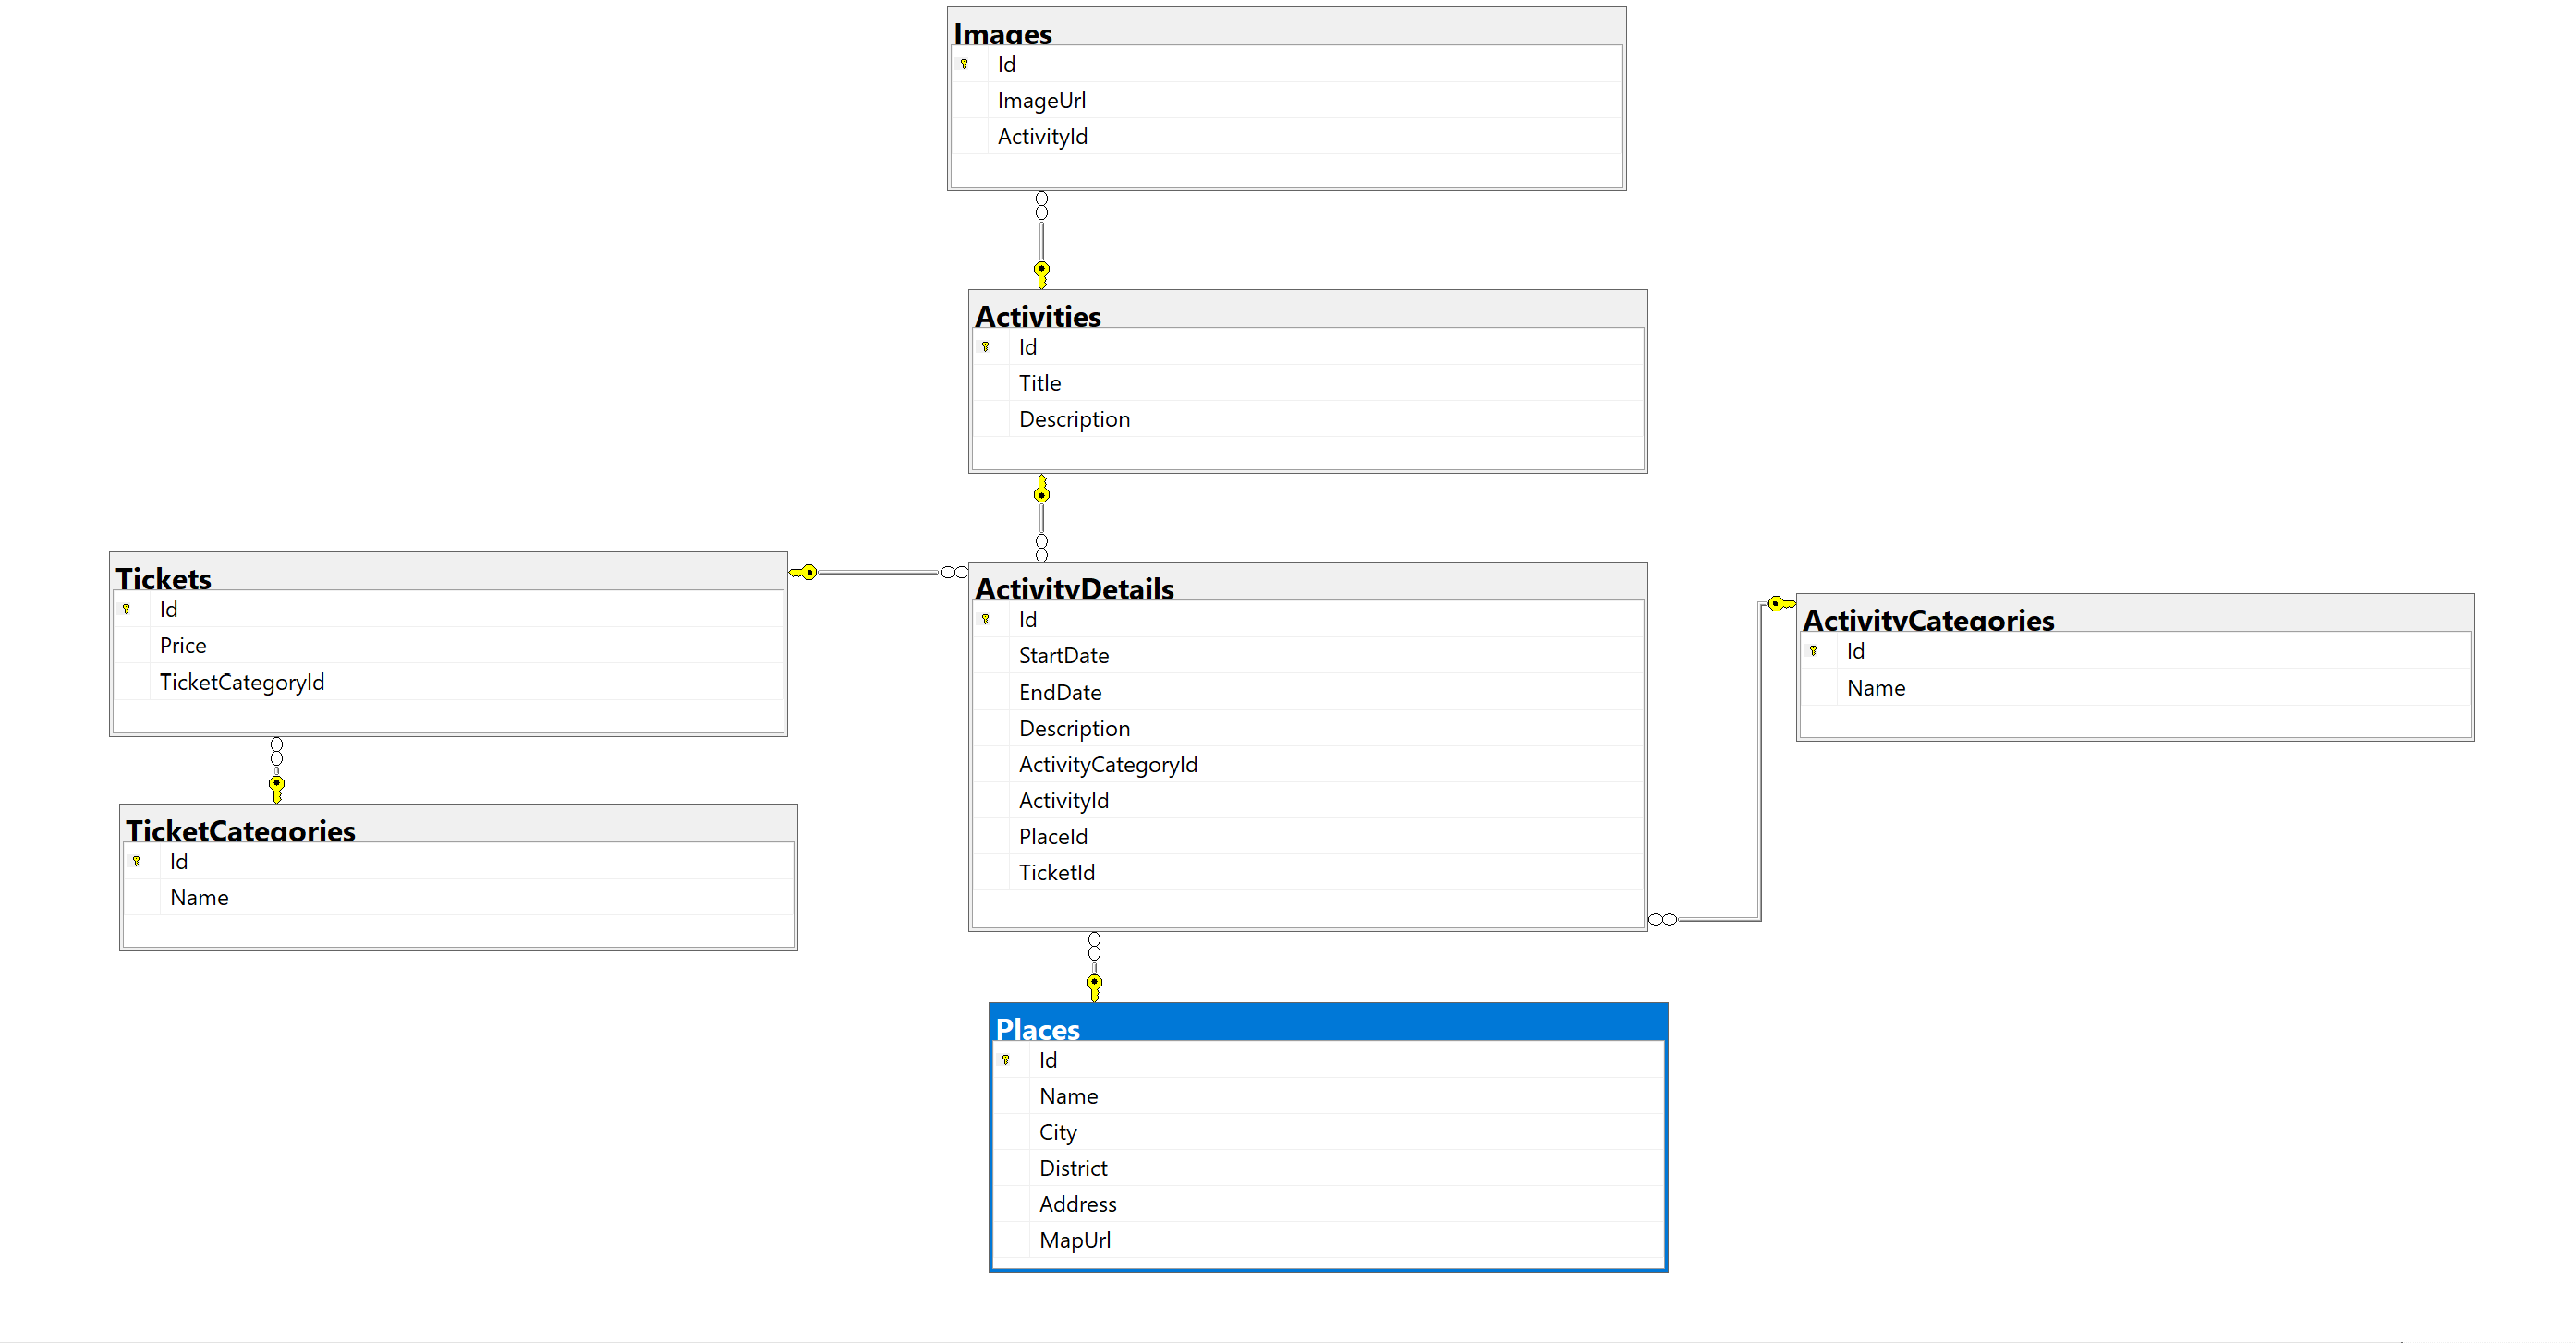 Images
Id
ImageUrl
ActivityId
Activities
Id
Title
Description
Tickets
Id
Price
TicketCategoryId
TicketCategories
Id
Name
ActivityDetails
Id
StartDate
EndDate
Description
ActivityCategoryId
ActivityId
PlaceId
TicketId
ActivityCategories
Id
Name
Places
Id
Name
City
District
Address
MapUrl